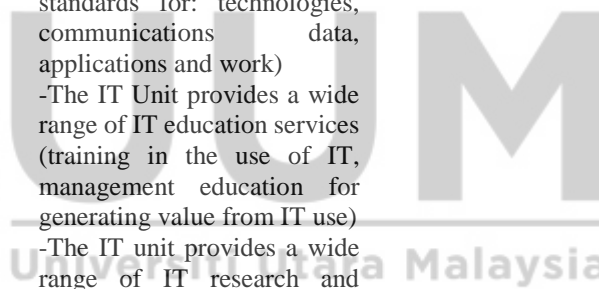 standards for: technologies,
communications data,
applications and work)
-The IT Unit provides a wide
range of IT education services
(training in the use of IT,
management education for
generating value from IT use)
-The IT unit provides a wide
range of IT research and
UUM
Universiti Utara Malaysia